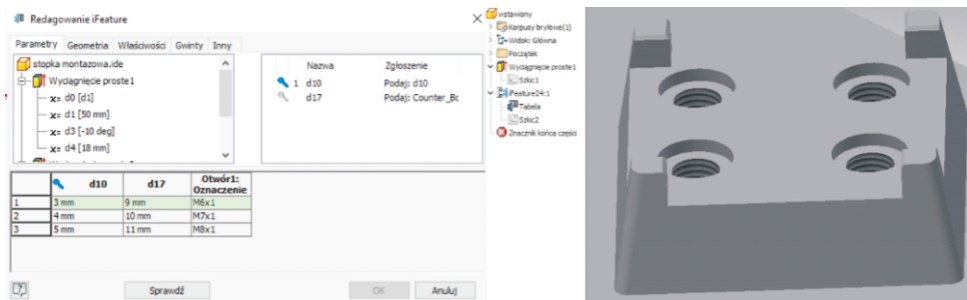 Redagowanie iFeature
Parametry Geometria Właściwości Gwinty Inny
stopka montazowa.ide
Wyciągnięcie proste1
x= d0 [d1]
x= d1 [50 mm]
x= d3 [-10 deg]
x= d4 [18 mm]
Nazwa Zgłoszenie
1 d10 Podaj: d10
d17 Podaj: Counter_Bc
d10 d17 Otwór1: Oznaczenie
1 3 mm 9 mm M6x1
2 4 mm 10 mm M7x1
3 5 mm 11 mm M8x1
Sprawdź OK Anuluj
wstawiony
Korpusy bryłowe(1)
Widok: Główna
Początek
Wyciągnięcie proste1
Szkic1
iFeature24:1
Tabela
Szkic2
Znacznik końca części